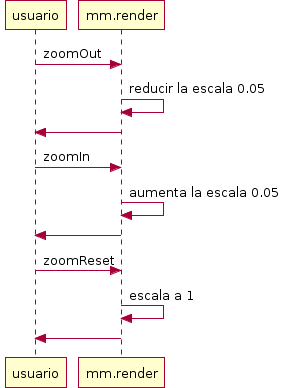 usuario
mm.render
zoomOut
reducir la escala 0.05
zoomIn
aumenta la escala 0.05
zoomReset
escala a 1
usuario
mm.render